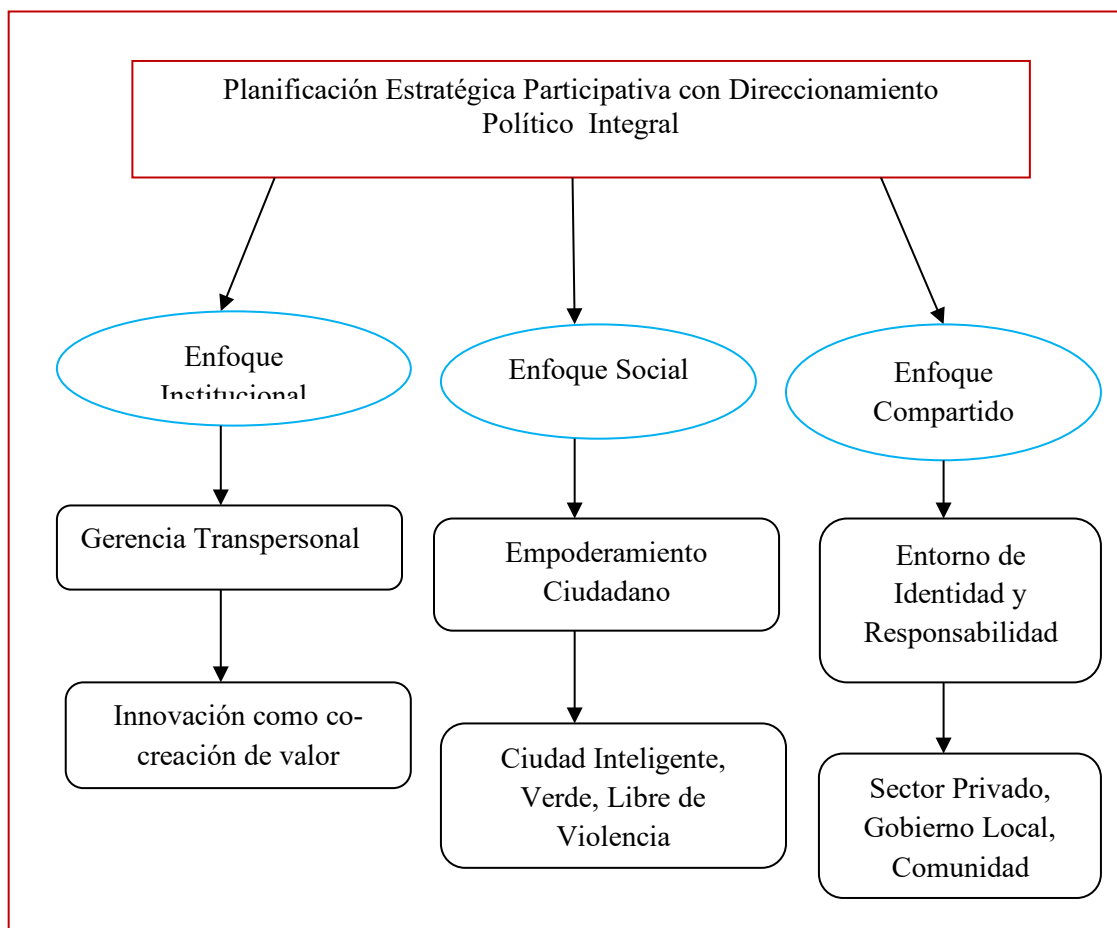 Planificación Estratégica Participativa con Direccionamiento
Político Integral
Enfoque
Institucional
Enfoque Social
Enfoque
Compartido
Gerencia Transpersonal
Empoderamiento
Ciudadano
Entorno de
Identidad y
Responsabilidad
Innovación como co-
creación de valor
Ciudad Inteligente,
Verde, Libre de
Violencia
Sector Privado,
Gobierno Local,
Comunidad